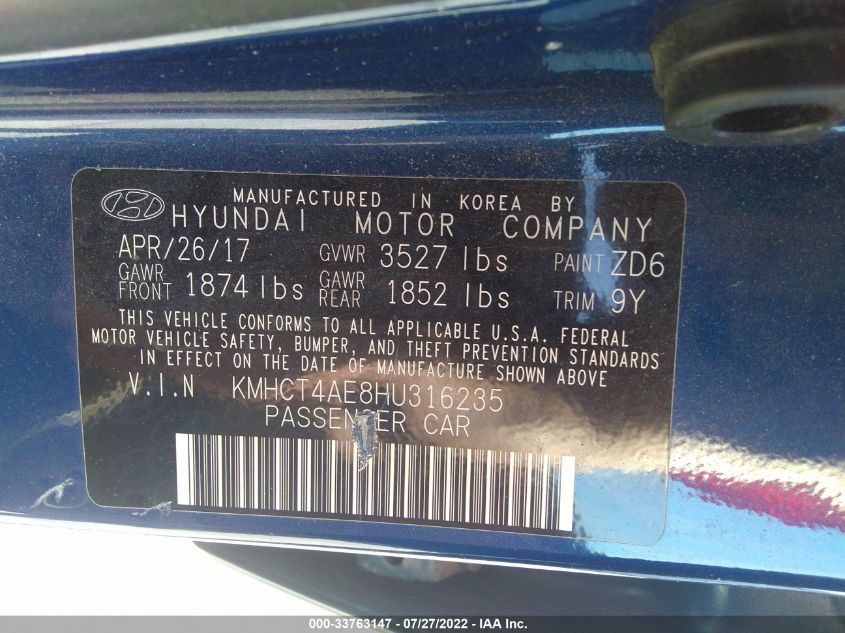 MANUFACTURED IN KOREA BY
HYUNDAI MOTOR COMPANY
APR/26/17 GVWR 3527 lbs PAINT ZD6
GAWR FRONT 1874 lbs GAWR REAR 1852 lbs TRIM 9Y
THIS VEHICLE CONFORMS TO ALL APPLICABLE U.S.A. FEDERAL
MOTOR VEHICLE SAFETY, BUMPER, AND THEFT PREVENTION STANDARDS
IN EFFECT ON THE DATE OF MANUFACTURE SHOWN ABOVE
V.I.N KMHCT4AE8HU316235
PASSENGER CAR
000-33763147 - 07/27/2022 - IAA Inc.